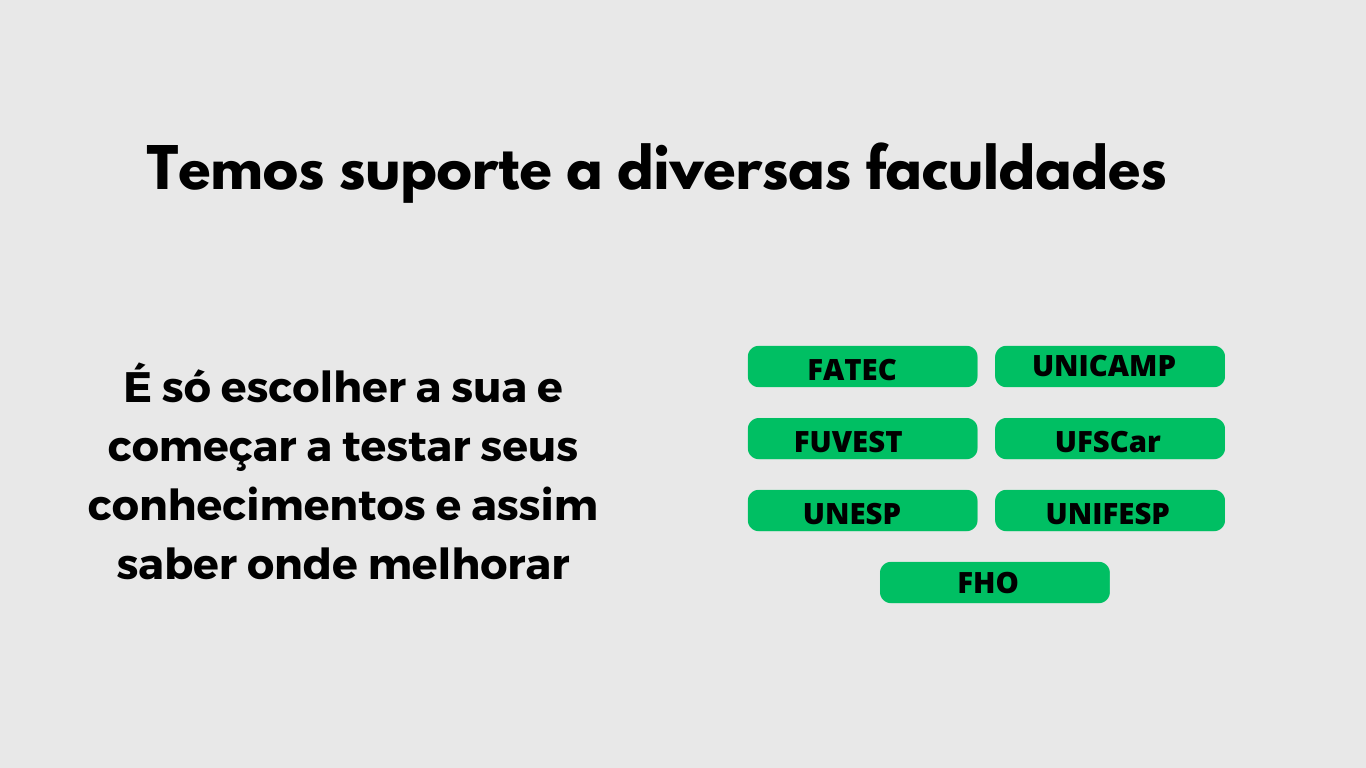 Temos suporte a diversas faculdades
É só escolher a sua e
começar a testar seus
conhecimentos e assim
saber onde melhorar
FATEC
UNICAMP
FUVEST
UFSCar
UNESP
UNIFESP
FHO